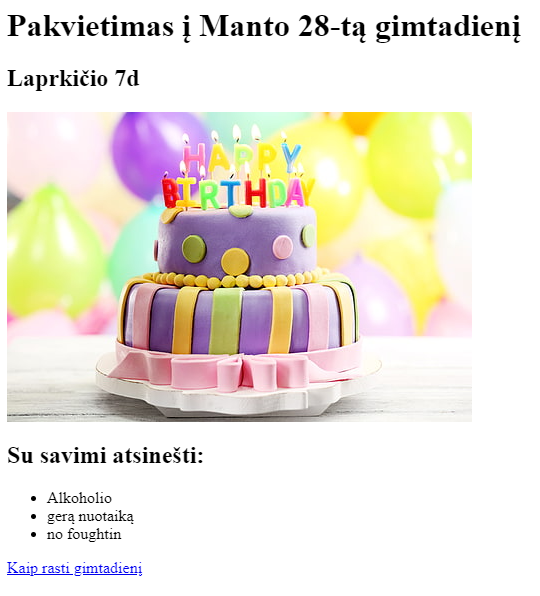 Pakvietimas į Manto 28-tą gimtadienį
Laprkičio 7d
HAPPY
BIRTHDAY
Su savimi atsinešti:
Alkoholio
gerą nuotaiką
no foughtin
Kaip rasti gimtadienį